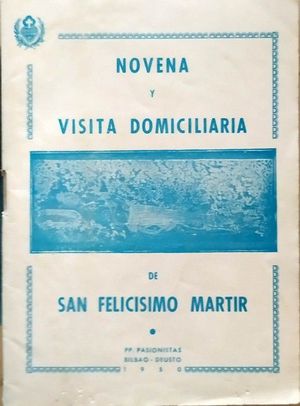 NOVENA
Y
VISITA DOMICILIARIA
DE
SAN FELICISIMO MARTIR
PP. PASIONISTAS
BILBAO - DEUSTO
1950